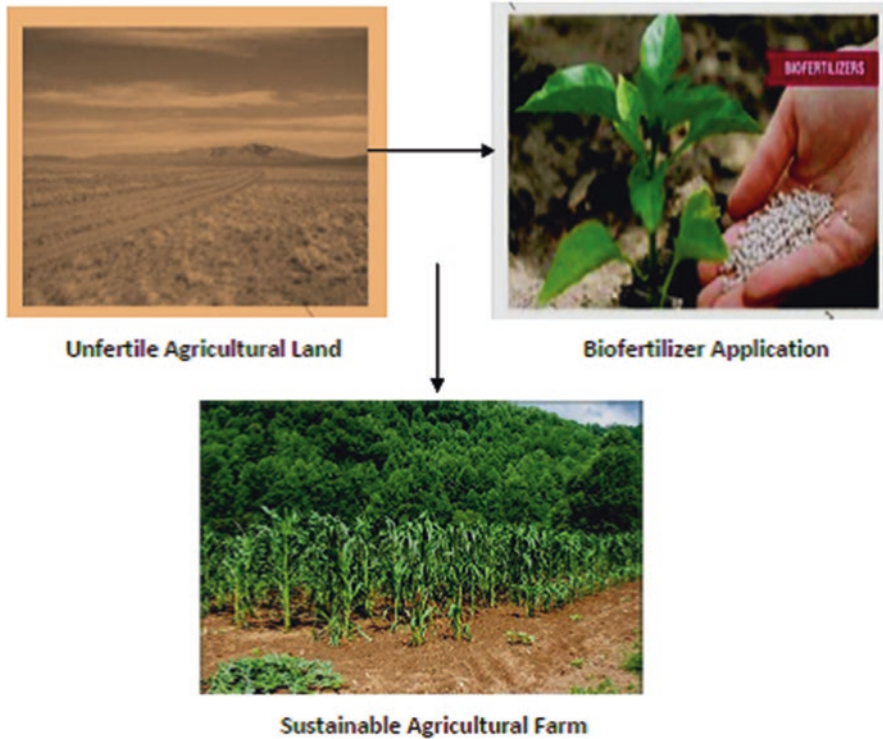 BIOFERTILIZERS
Unfertile Agricultural Land
Biofertilizer Application
Sustainable Agricultural Farm